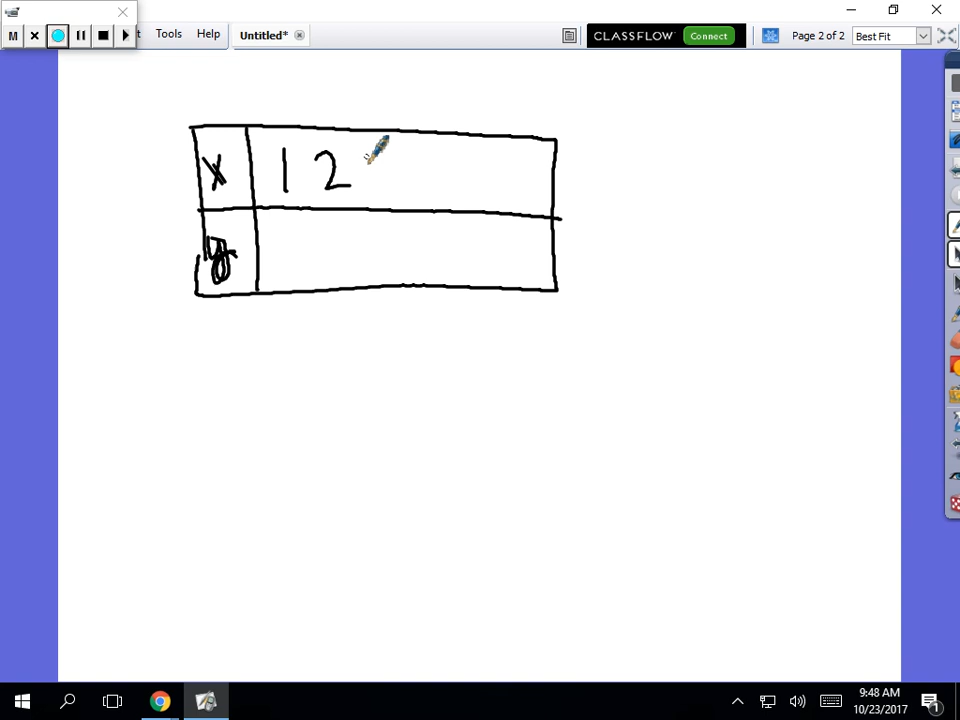 M
t Tools Help Untitled* CLASSFLOW Connect Page 2 of 2 Best Fit
x 1 2
y
9:48 AM
10/23/2017
1